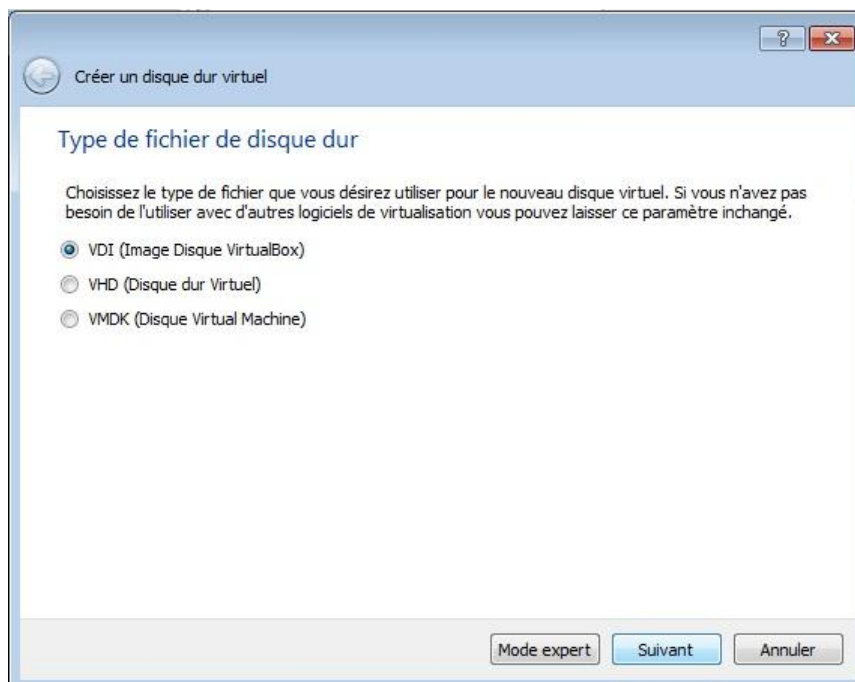 ?
Créer un disque dur virtuel
Type de fichier de disque dur
Choisissez le type de fichier que vous désirez utiliser pour le nouveau disque virtuel. Si vous n'avez pas
besoin de l'utiliser avec d'autres logiciels de virtualisation vous pouvez laisser ce paramètre inchangé.
VDI (Image Disque VirtualBox)
VHD (Disque dur Virtuel)
VMDK (Disque Virtual Machine)
Mode expert Suivant Annuler